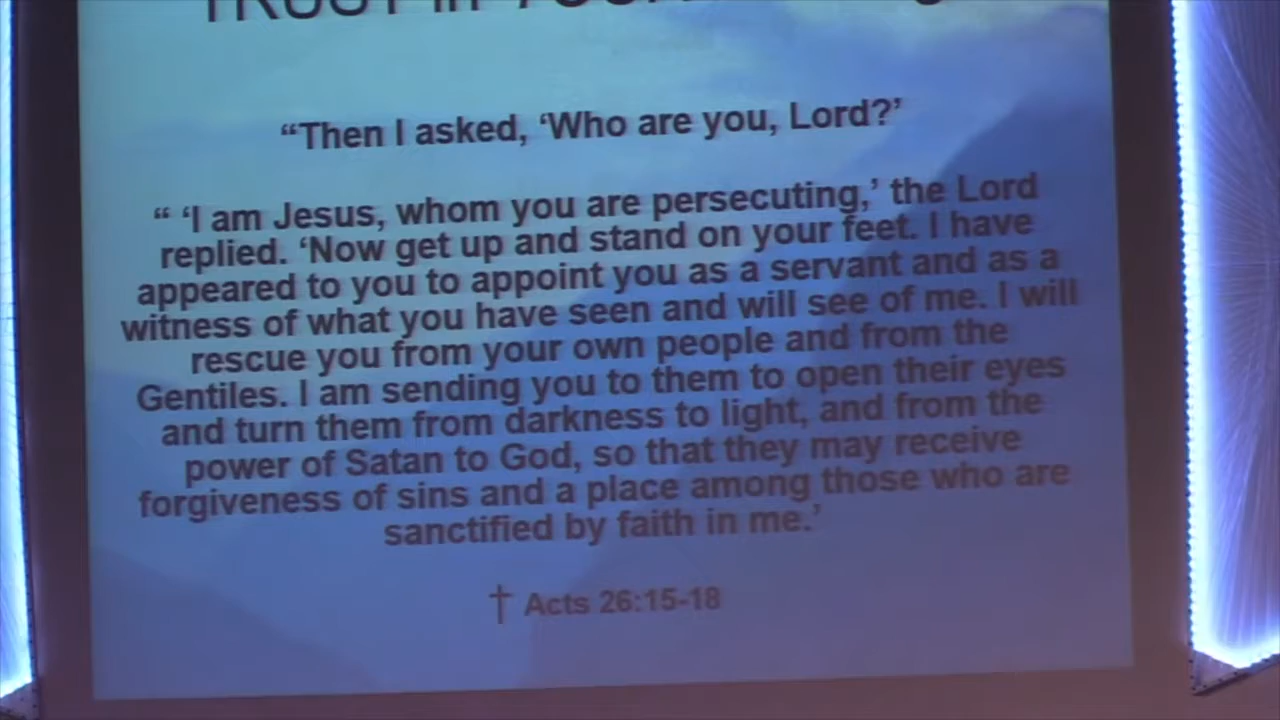 TRUST in
“Then I asked, ‘Who are you, Lord?’
“ ‘I am Jesus, whom you are persecuting,’ the Lord
replied. ‘Now get up and stand on your feet. I have
appeared to you to appoint you as a servant and as a
witness of what you have seen and will see of me. I will
rescue you from your own people and from the
Gentiles. I am sending you to them to open their eyes
and turn them from darkness to light, and from the
power of Satan to God, so that they may receive
forgiveness of sins and a place among those who are
sanctified by faith in me.’
† Acts 26:15-18